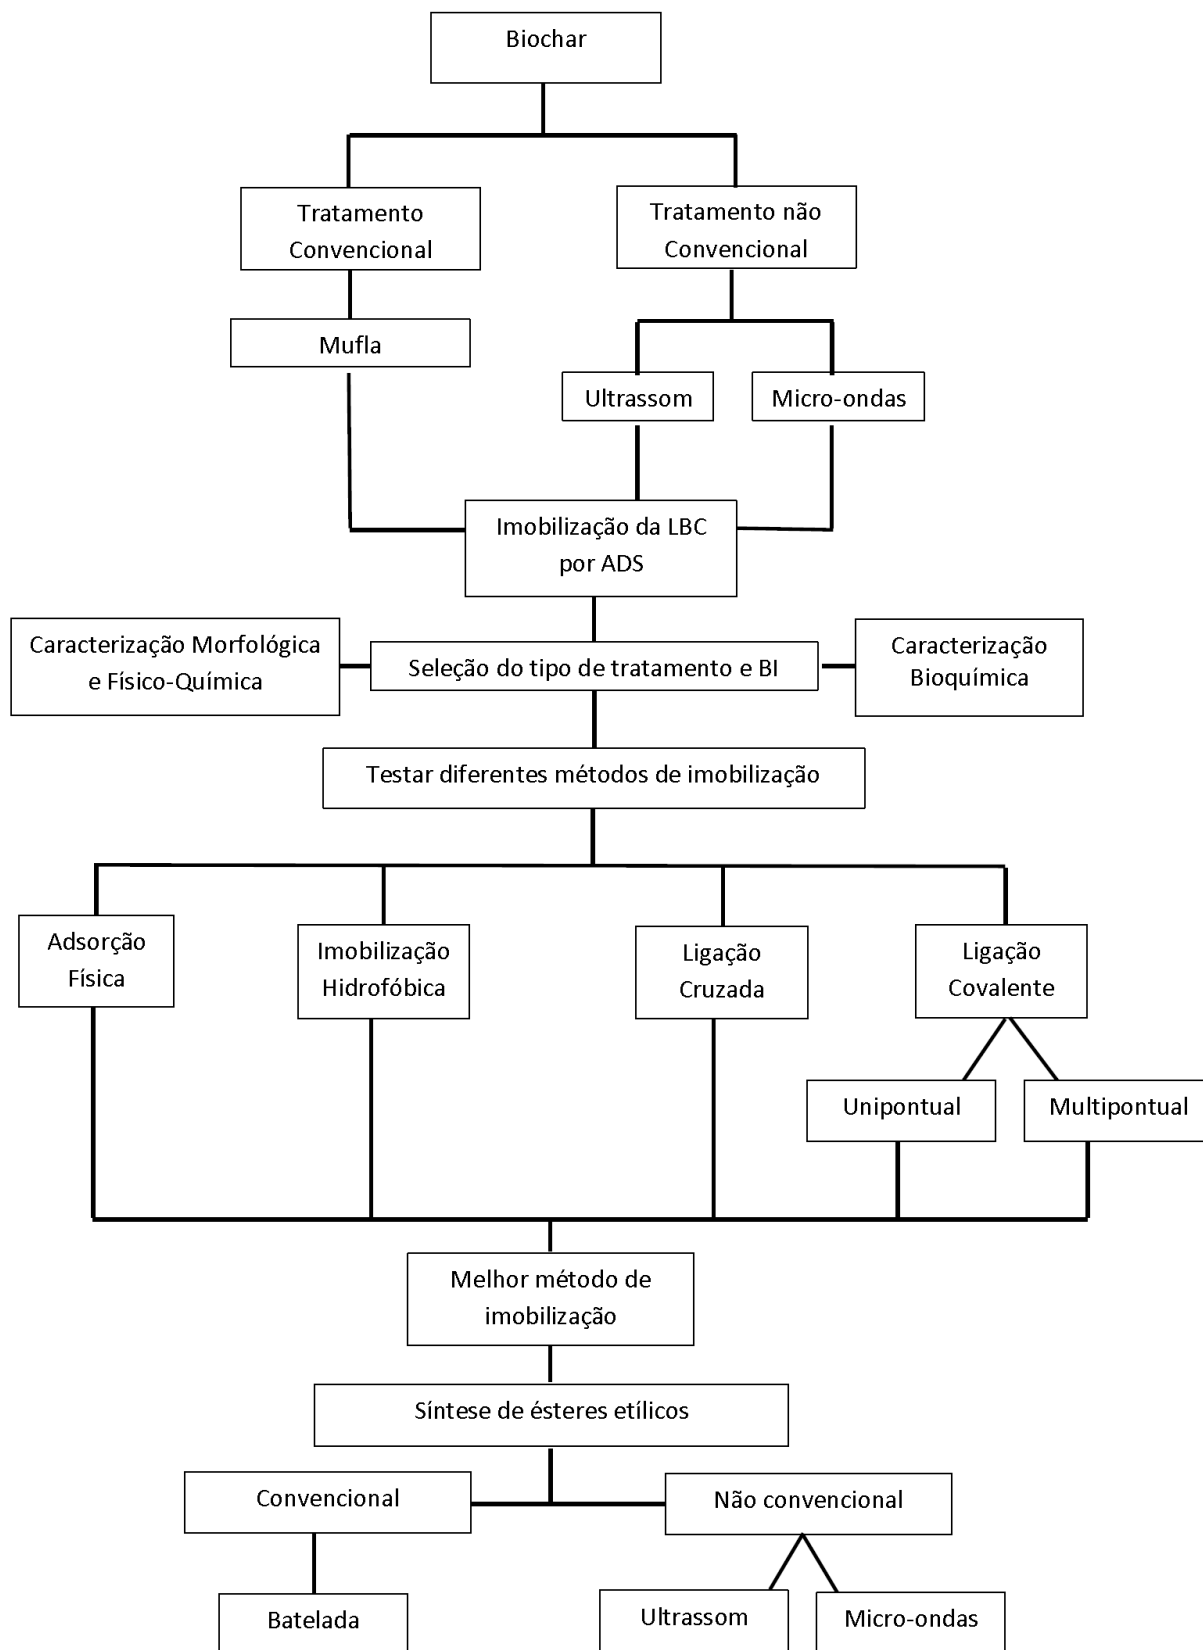 Biochar
Tratamento
Convencional
Tratamento não
Convencional
Mufla
Ultrassom
Micro-ondas
Imobilização da LBC
por ADS
Caracterização Morfológica
e Físico-Química
Seleção do tipo de tratamento e BI
Caracterização
Bioquímica
Testar diferentes métodos de imobilização
Adsorção
Física
Imobilização
Hidrofóbica
Ligação
Cruzada
Ligação
Covalente
Unipontual
Multipontual
Melhor método de
imobilização
Síntese de ésteres etílicos
Convencional
Não convencional
Batelada
Ultrassom
Micro-ondas